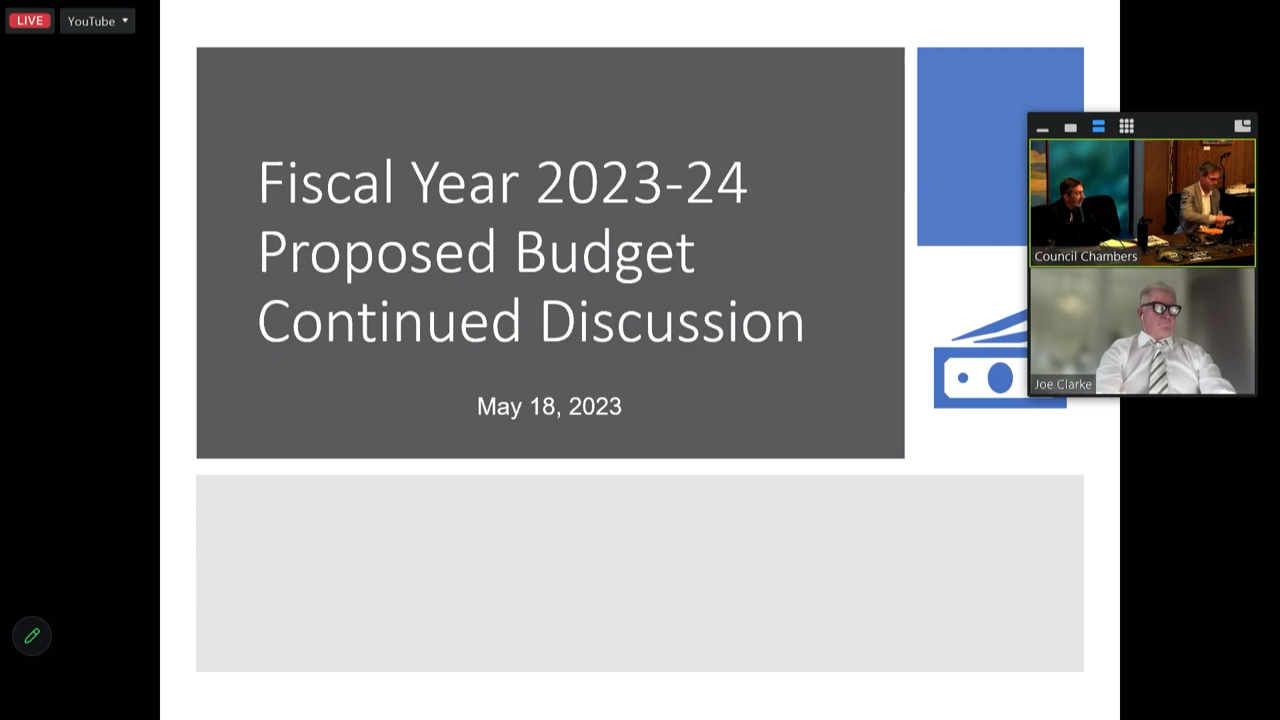 LIVE
YouTube
Fiscal Year 2023-24
Proposed Budget
Continued Discussion
May 18, 2023
Council Chambers
Joe Clarke